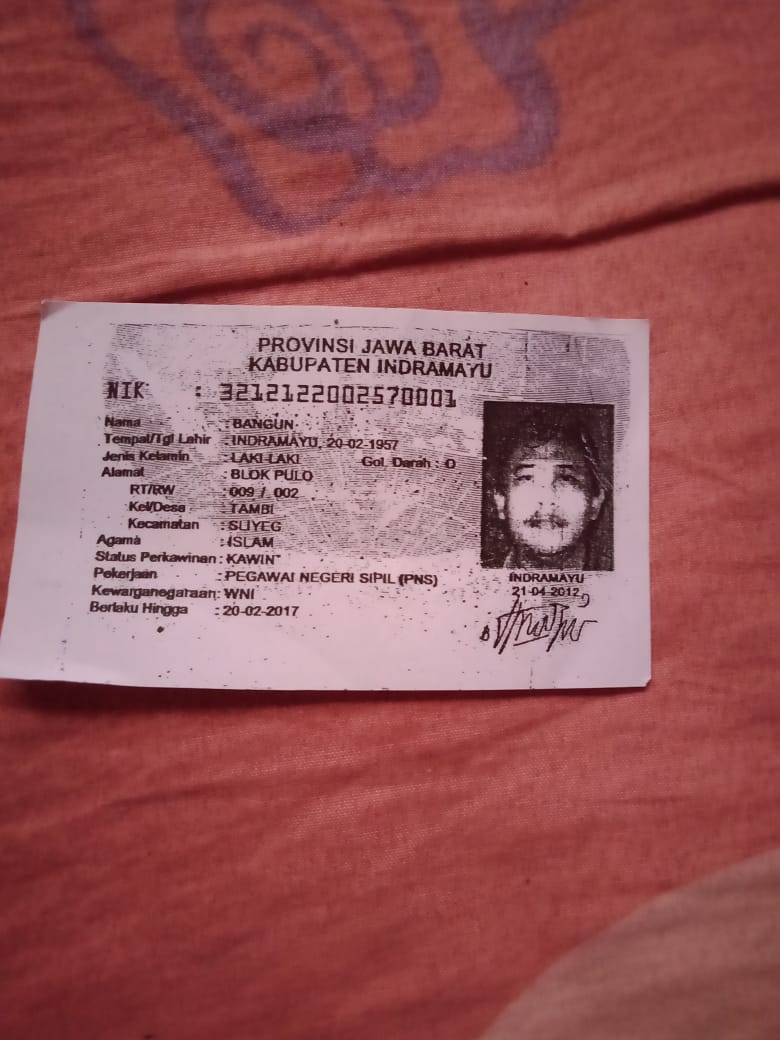 PROVINSI JAWA BARAT
KABUPATEN INDRAMAYU
NIK : 3212122002570001
Nama : BANGUN
Tempat/Tgl Lahir : INDRAMAYU, 20-02-1957
Jenis Kelamin : LAKI-LAKI Gol. Darah : O
Alamat : BLOK PULO
RT/RW : 009 / 002
Kel/Desa : TAMBI
Kecamatan : SLIYEG
Agama : ISLAM
Status Perkawinan : KAWIN
Pekerjaan : PEGAWAI NEGERI SIPIL (PNS)
Kewarganegaraan : WNI
Berlaku Hingga : 20-02-2017
INDRAMAYU
21-04-2012